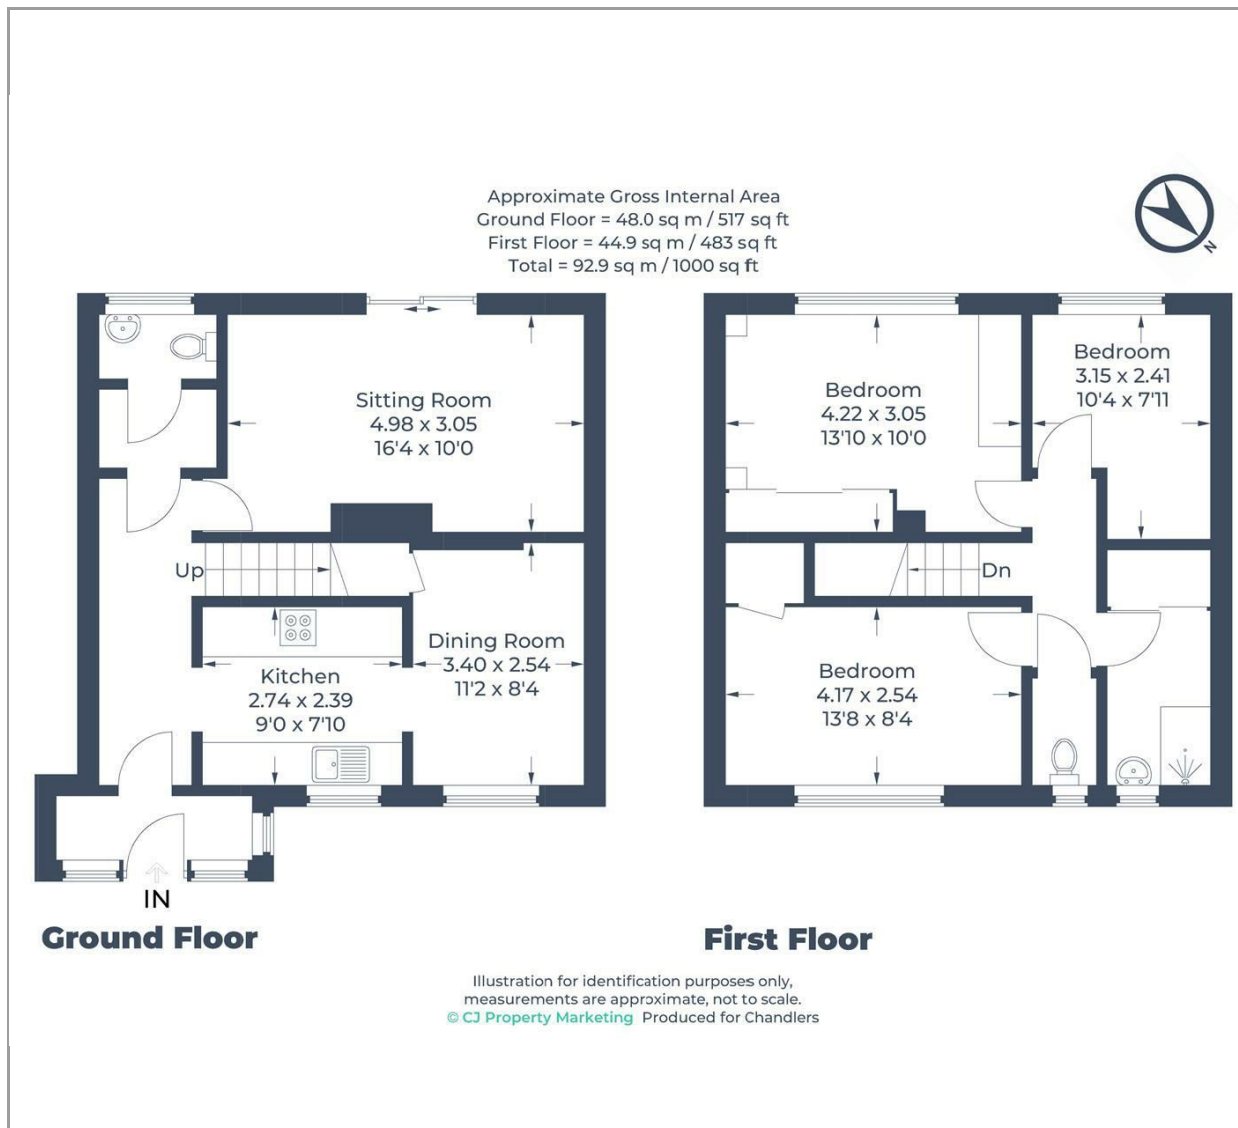 Approximate Gross Internal Area
Ground Floor = 48.0 sq m / 517 sq ft
First Floor = 44.9 sq m / 483 sq ft
Total = 92.9 sq m / 1000 sq ft
N
Sitting Room
4.98 x 3.05
16'4 x 10'0
Up
Kitchen
2.74 x 2.39
9'0 x 7'10
Dining Room
3.40 x 2.54
11'2 x 8'4
IN
Ground Floor
Bedroom
4.22 x 3.05
13'10 x 10'0
Bedroom
3.15 x 2.41
10'4 x 7'11
Dn
Bedroom
4.17 x 2.54
13'8 x 8'4
First Floor
Illustration for identification purposes only,
measurements are approximate, not to scale.
© CJ Property Marketing Produced for Chandlers